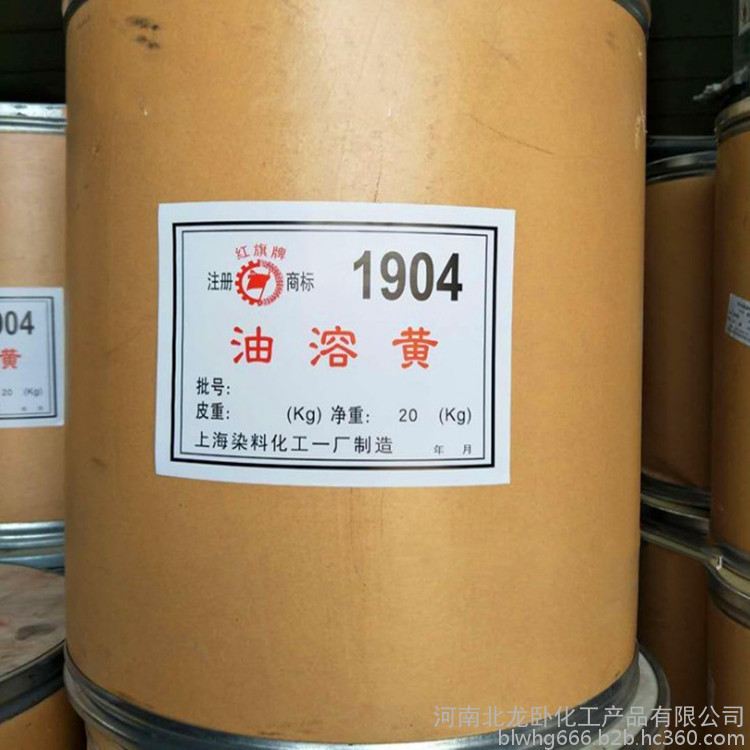 红旗牌
注册 商标 1904
油溶黄
批号:
皮重: (Kg) 净重: 20 (Kg)
上海染料化工一厂制造 年 月
904
黄
20 (Kg)
年 月
河南北龙卧化工产品有限公司
blwhg666.b2b.hc360.com